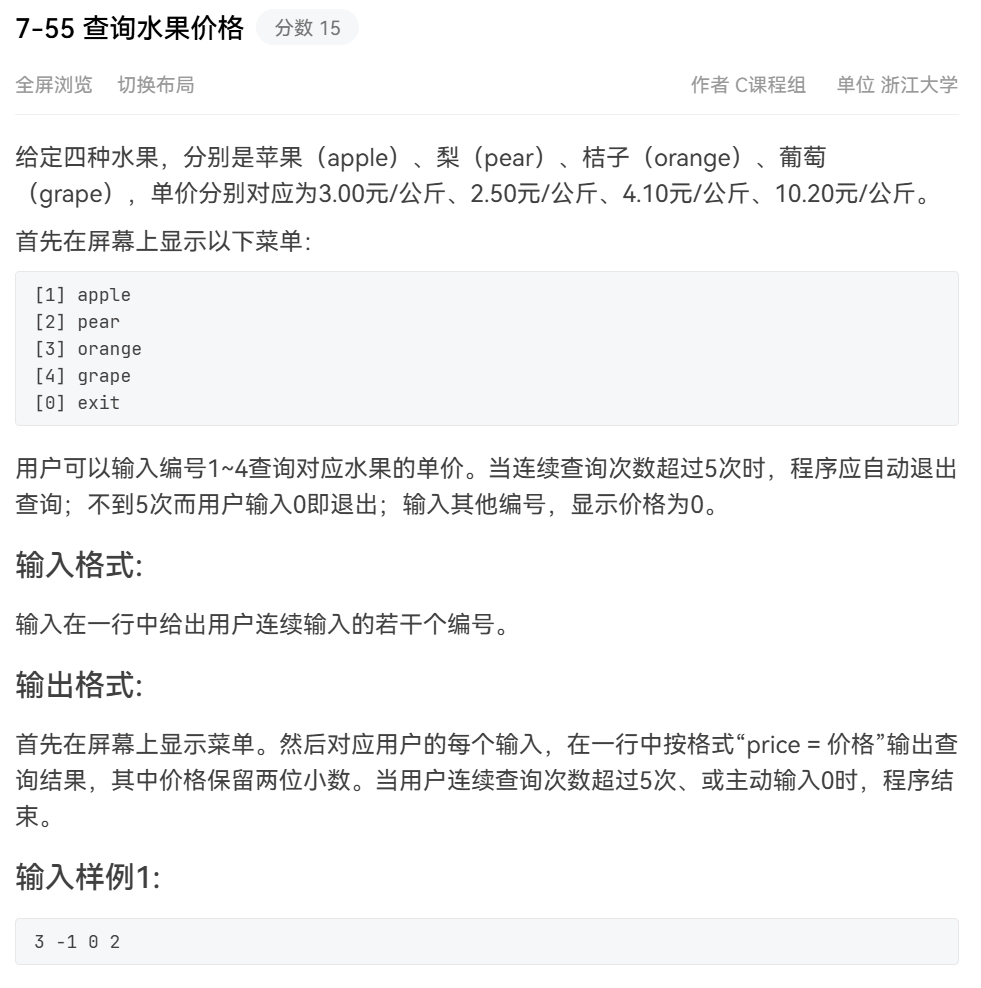 7-55 查询水果价格 分数 15
全屏浏览 切换布局 作者 C课程组 单位 浙江大学
给定四种水果，分别是苹果（apple）、梨（pear）、桔子（orange）、葡萄
（grape），单价分别对应为3.00元/公斤、2.50元/公斤、4.10元/公斤、10.20元/公斤。
首先在屏幕上显示以下菜单:
[1] apple
[2] pear
[3] orange
[4] grape
[0] exit
用户可以输入编号1~4查询对应水果的单价。当连续查询次数超过5次时，程序应自动退出
查询；不到5次而用户输入0即退出；输入其他编号，显示价格为0。
输入格式:
输入在一行中给出用户连续输入的若干个编号。
输出格式:
首先在屏幕上显示菜单。然后对应用户的每个输入，在一行中按格式“price = 价格”输出查
询结果，其中价格保留两位小数。当用户连续查询次数超过5次、或主动输入0时，程序结
束。
输入样例1:
3 -1 0 2